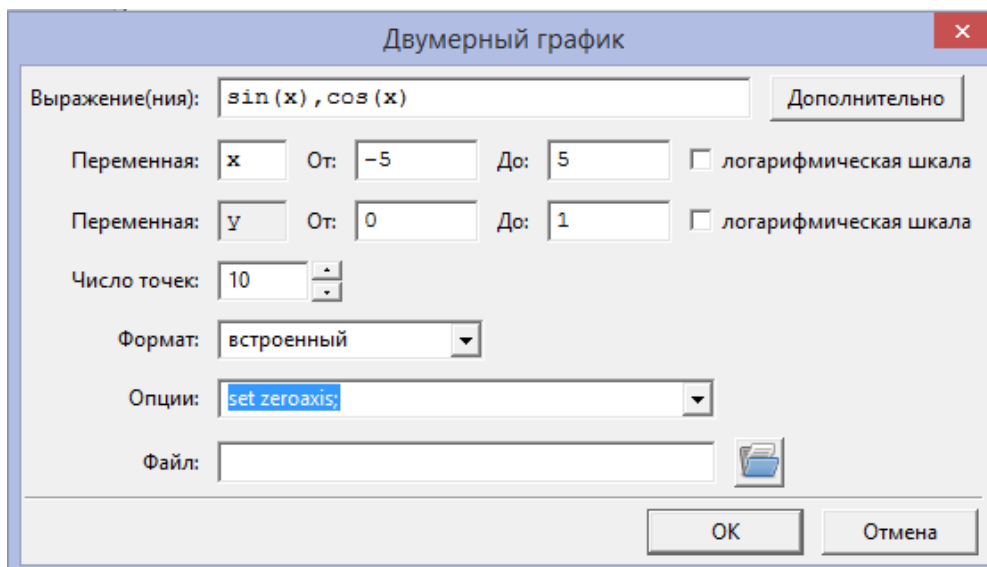 Двумерный график
Выражение(ния): sin(x),cos(x) Дополнительно
Переменная: x От: -5 До: 5 логарифмическая шкала
Переменная: y От: 0 До: 1 логарифмическая шкала
Число точек: 10
Формат: встроенный
Опции: set zeroaxis;
Файл:
OK Отмена